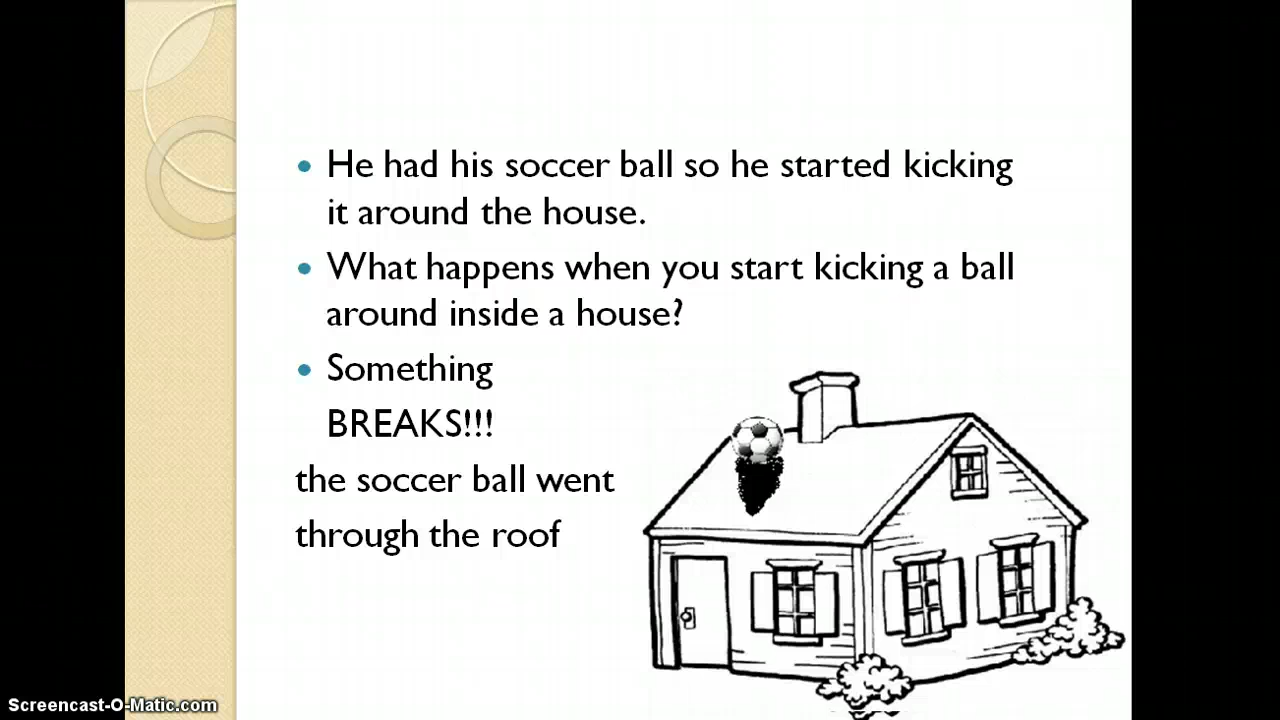 He had his soccer ball so he started kicking
it around the house.
What happens when you start kicking a ball
around inside a house?
Something
BREAKS!!!
the soccer ball went
through the roof
Screencast-O-Matic.com